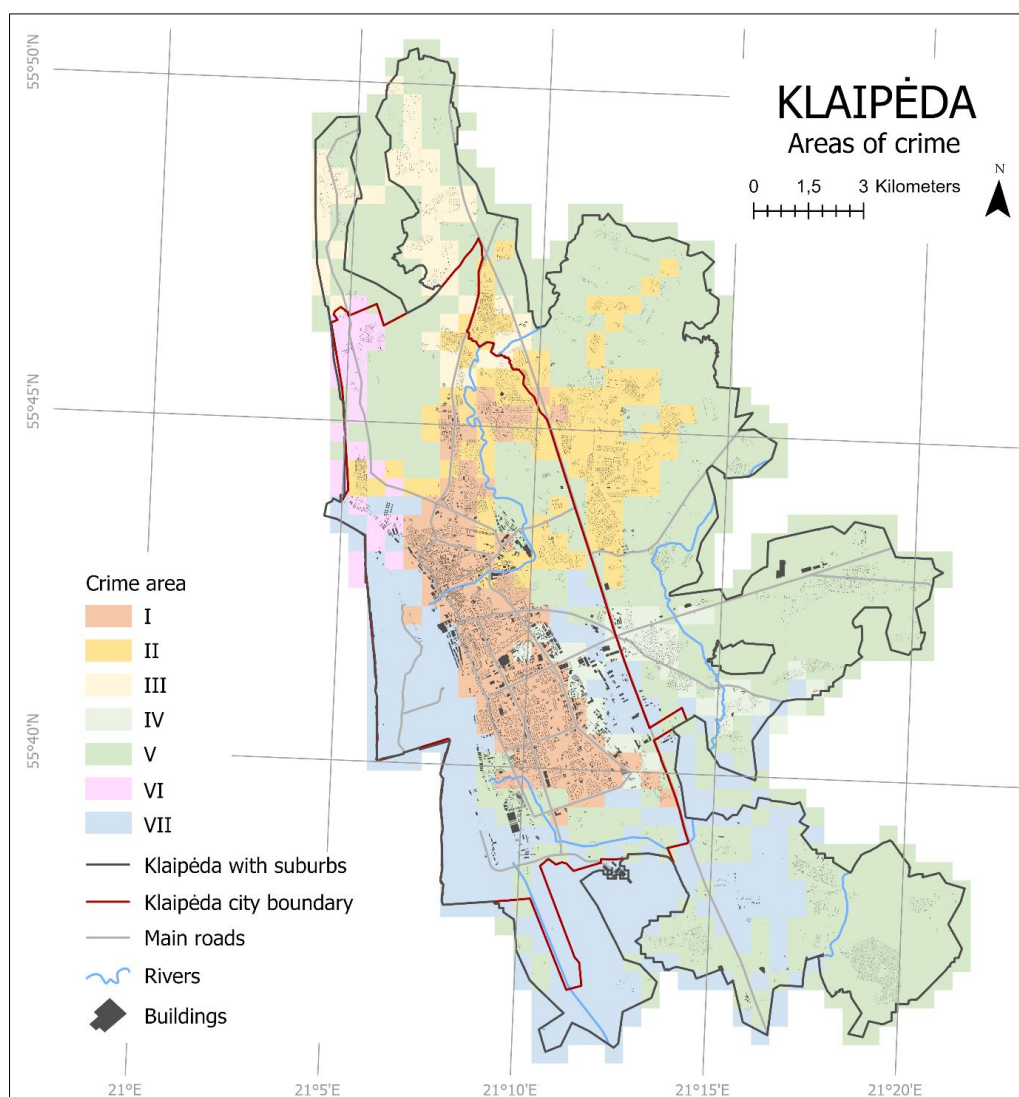 KLAIPĖDA
Areas of crime
N
0 1,5 3 Kilometers
55°50'N
55°45'N
55°40'N
Crime area
I
II
III
IV
V
VI
VII
Klaipėda with suburbs
Klaipėda city boundary
Main roads
Rivers
Buildings
21°E 21°5'E 21°10'E 21°15'E 21°20'E